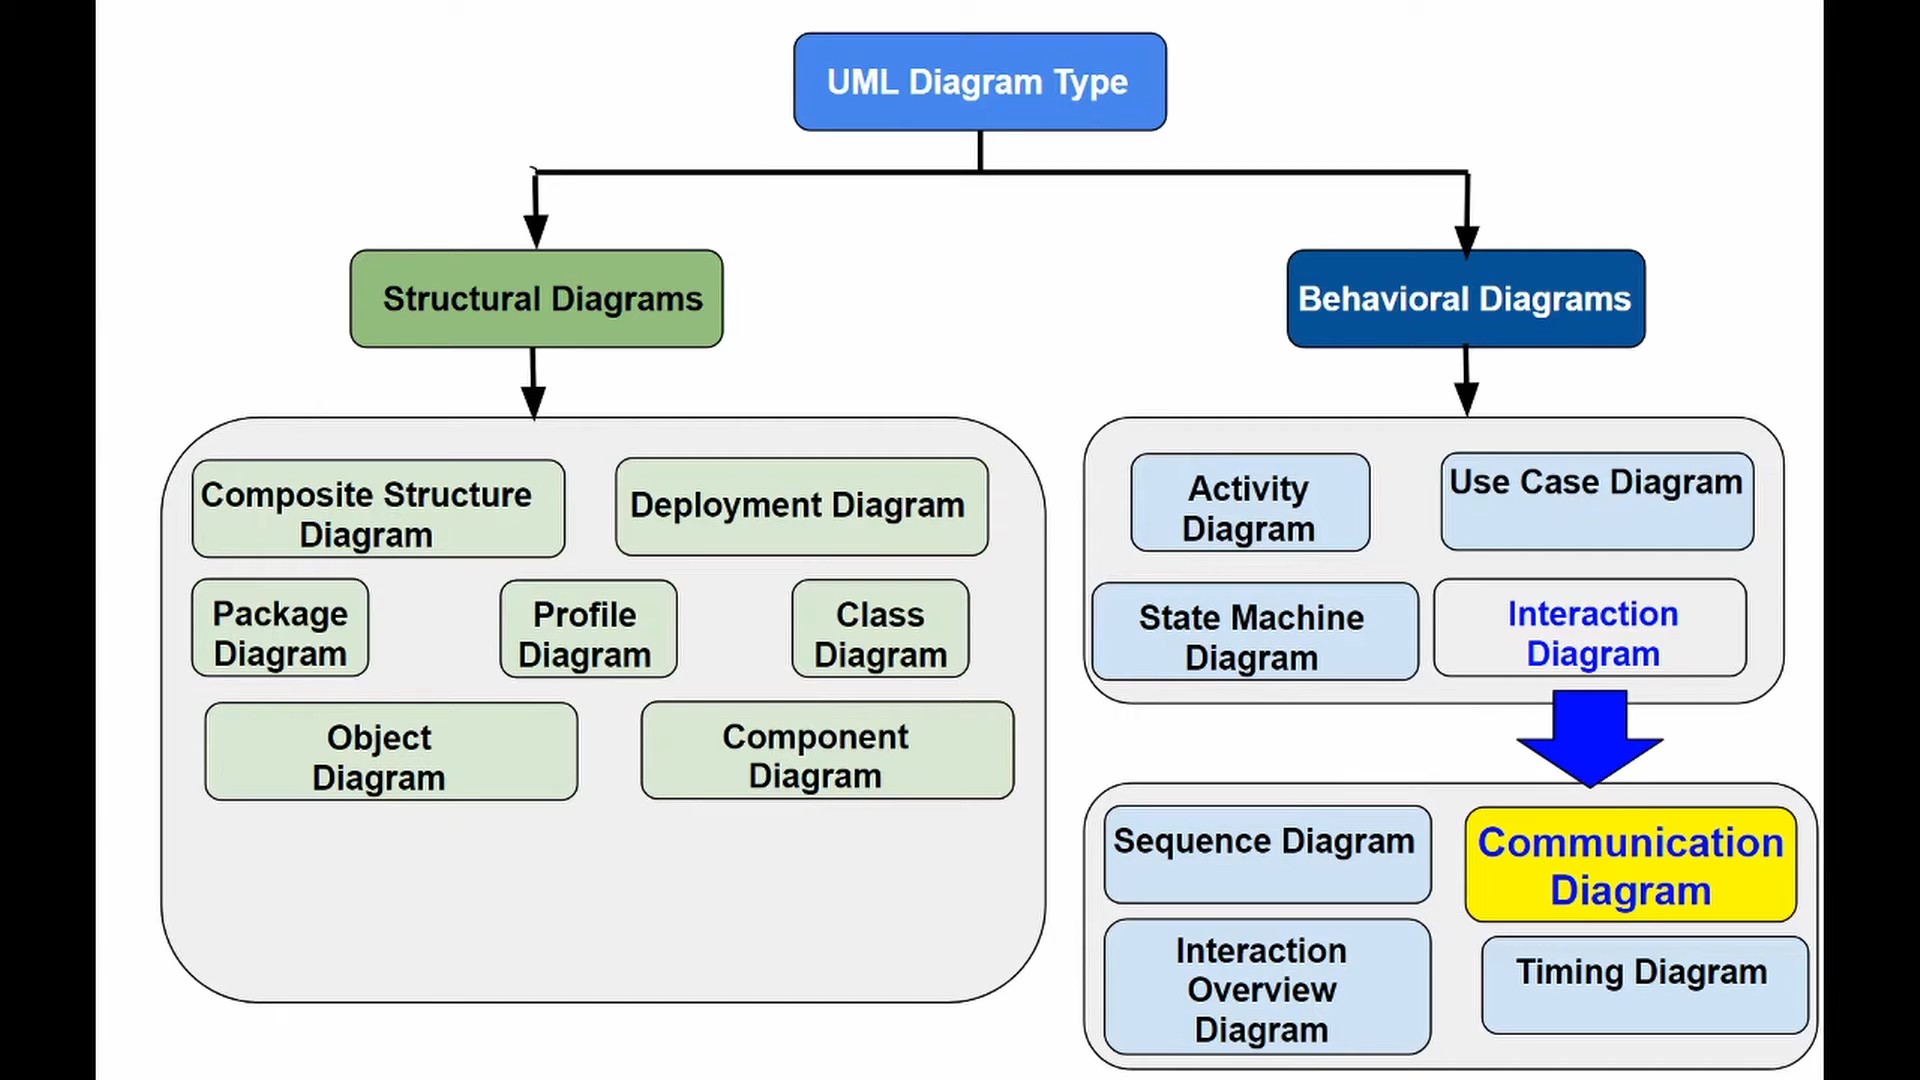 UML Diagram Type
Structural Diagrams
Behavioral Diagrams
Composite Structure
Diagram
Deployment Diagram
Package
Diagram
Profile
Diagram
Class
Diagram
Object
Diagram
Component
Diagram
Activity
Diagram
Use Case Diagram
State Machine
Diagram
Interaction
Diagram
Sequence Diagram
Communication
Diagram
Interaction
Overview
Diagram
Timing Diagram